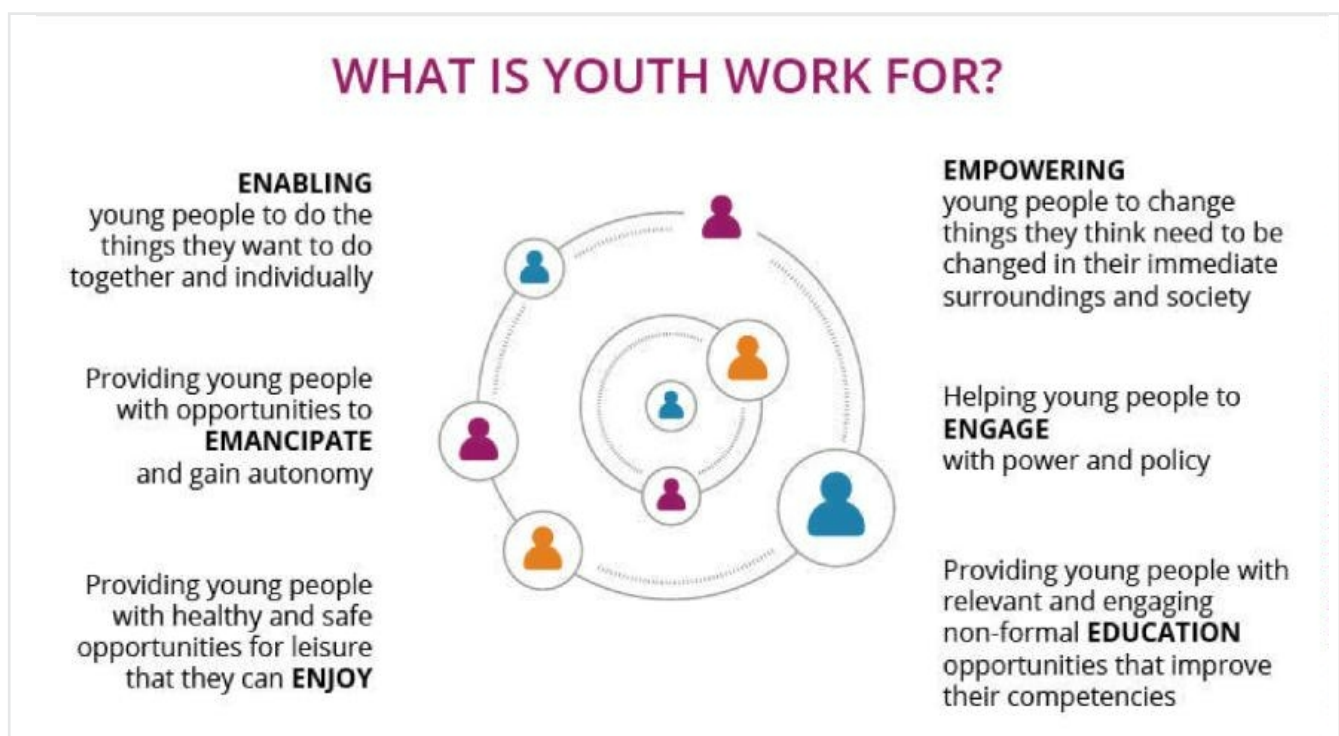 WHAT IS YOUTH WORK FOR?
ENABLING
young people to do the
things they want to do
together and individually
Providing young people
with opportunities to
EMANCIPATE
and gain autonomy
Providing young people
with healthy and safe
opportunities for leisure
that they can ENJOY
EMPOWERING
young people to change
things they think need to be
changed in their immediate
surroundings and society
Helping young people to
ENGAGE
with power and policy
Providing young people with
relevant and engaging
non-formal EDUCATION
opportunities that improve
their competencies